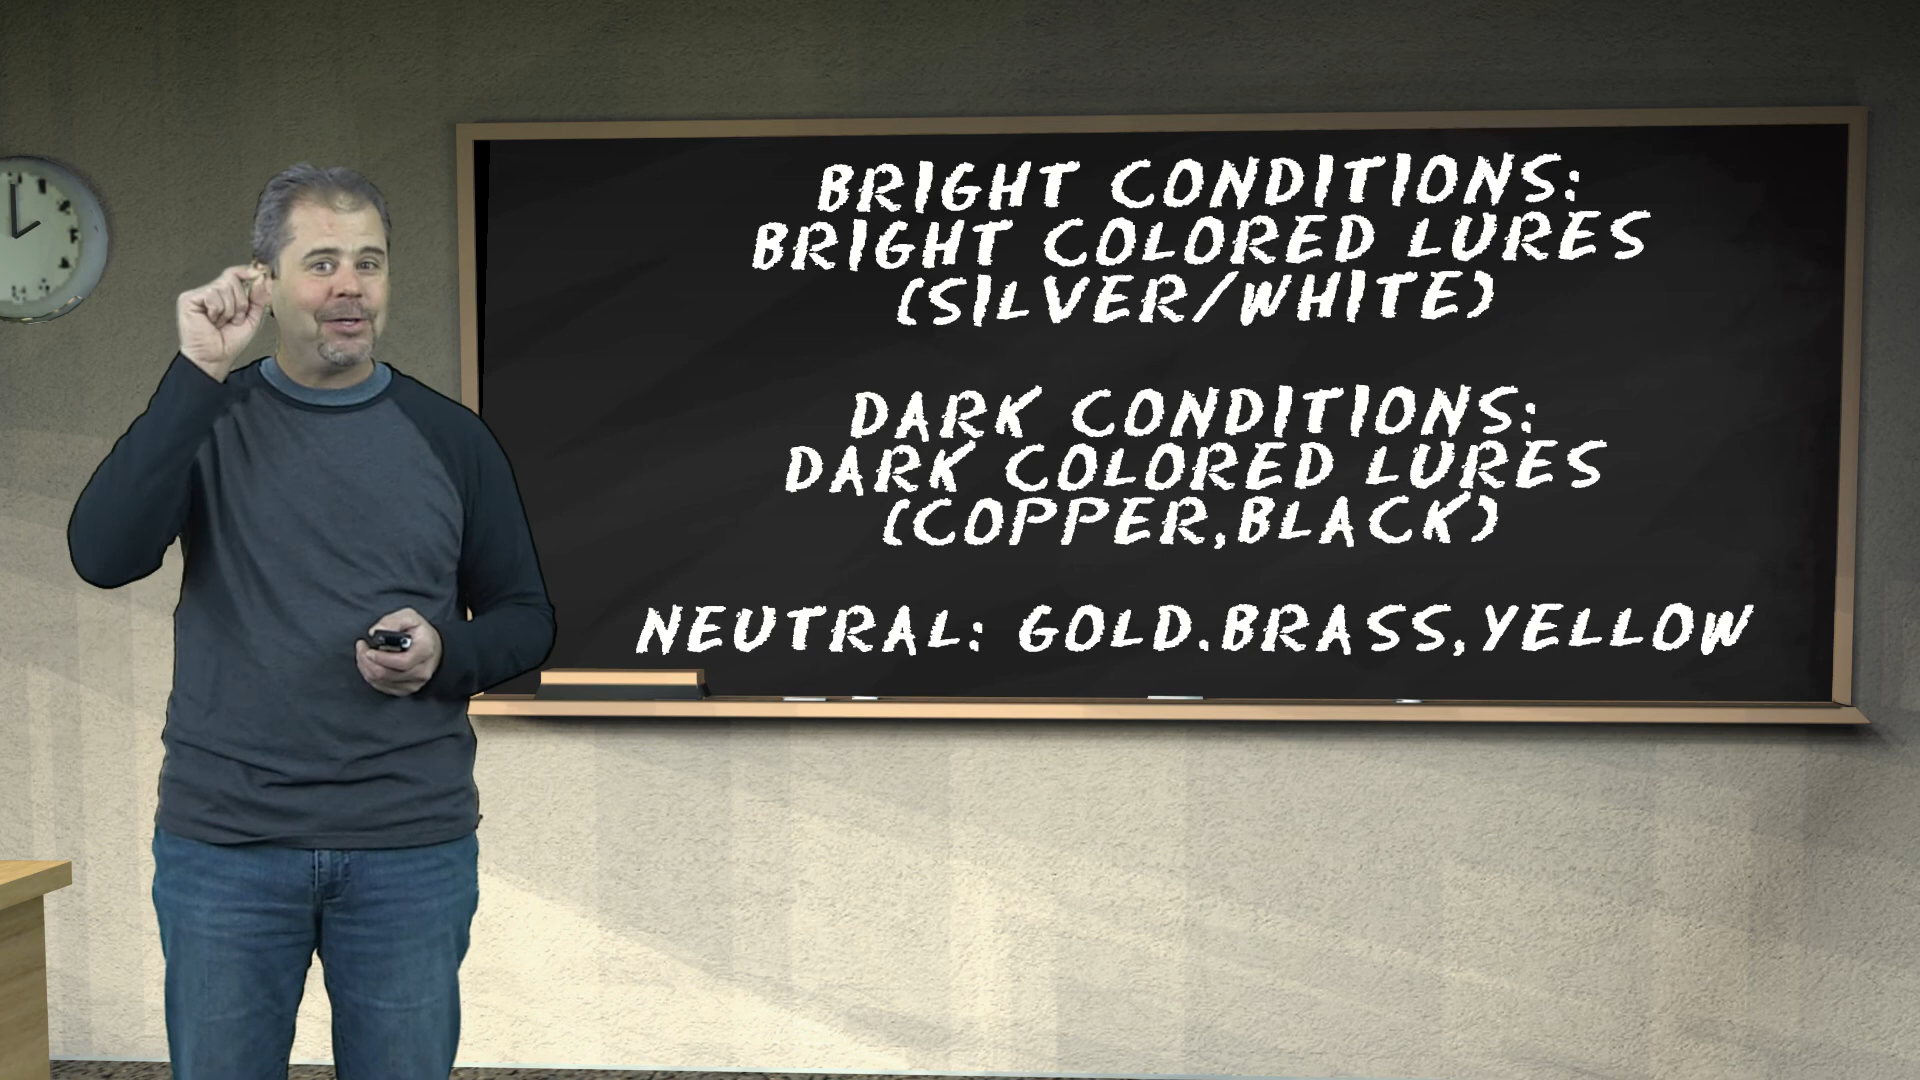 BRIGHT CONDITIONS:
BRIGHT COLORED LURES
(SILVER/WHITE)
DARK CONDITIONS:
DARK COLORED LURES
(COPPER,BLACK)
NEUTRAL: GOLD.BRASS,YELLOW